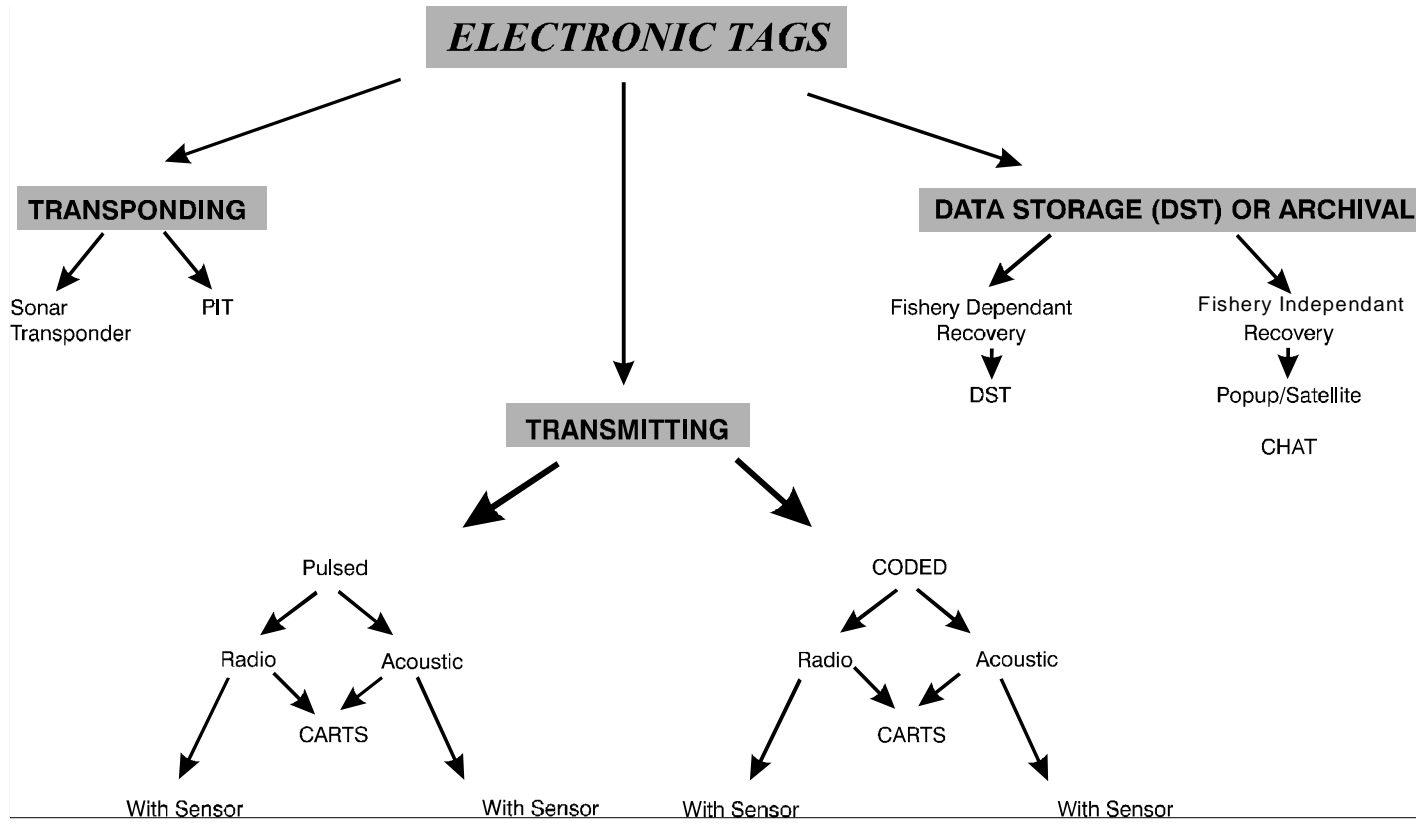 ELECTRONIC TAGS
TRANSPONDING
DATA STORAGE (DST) OR ARCHIVAL
Sonar
Transponder
PIT
Fishery Dependant
Recovery
DST
Fishery Independant
Recovery
Popup/Satellite
CHAT
TRANSMITTING
Pulsed
CODED
Radio
Acoustic
CARTS
Radio
Acoustic
CARTS
With Sensor
With Sensor
With Sensor
With Sensor